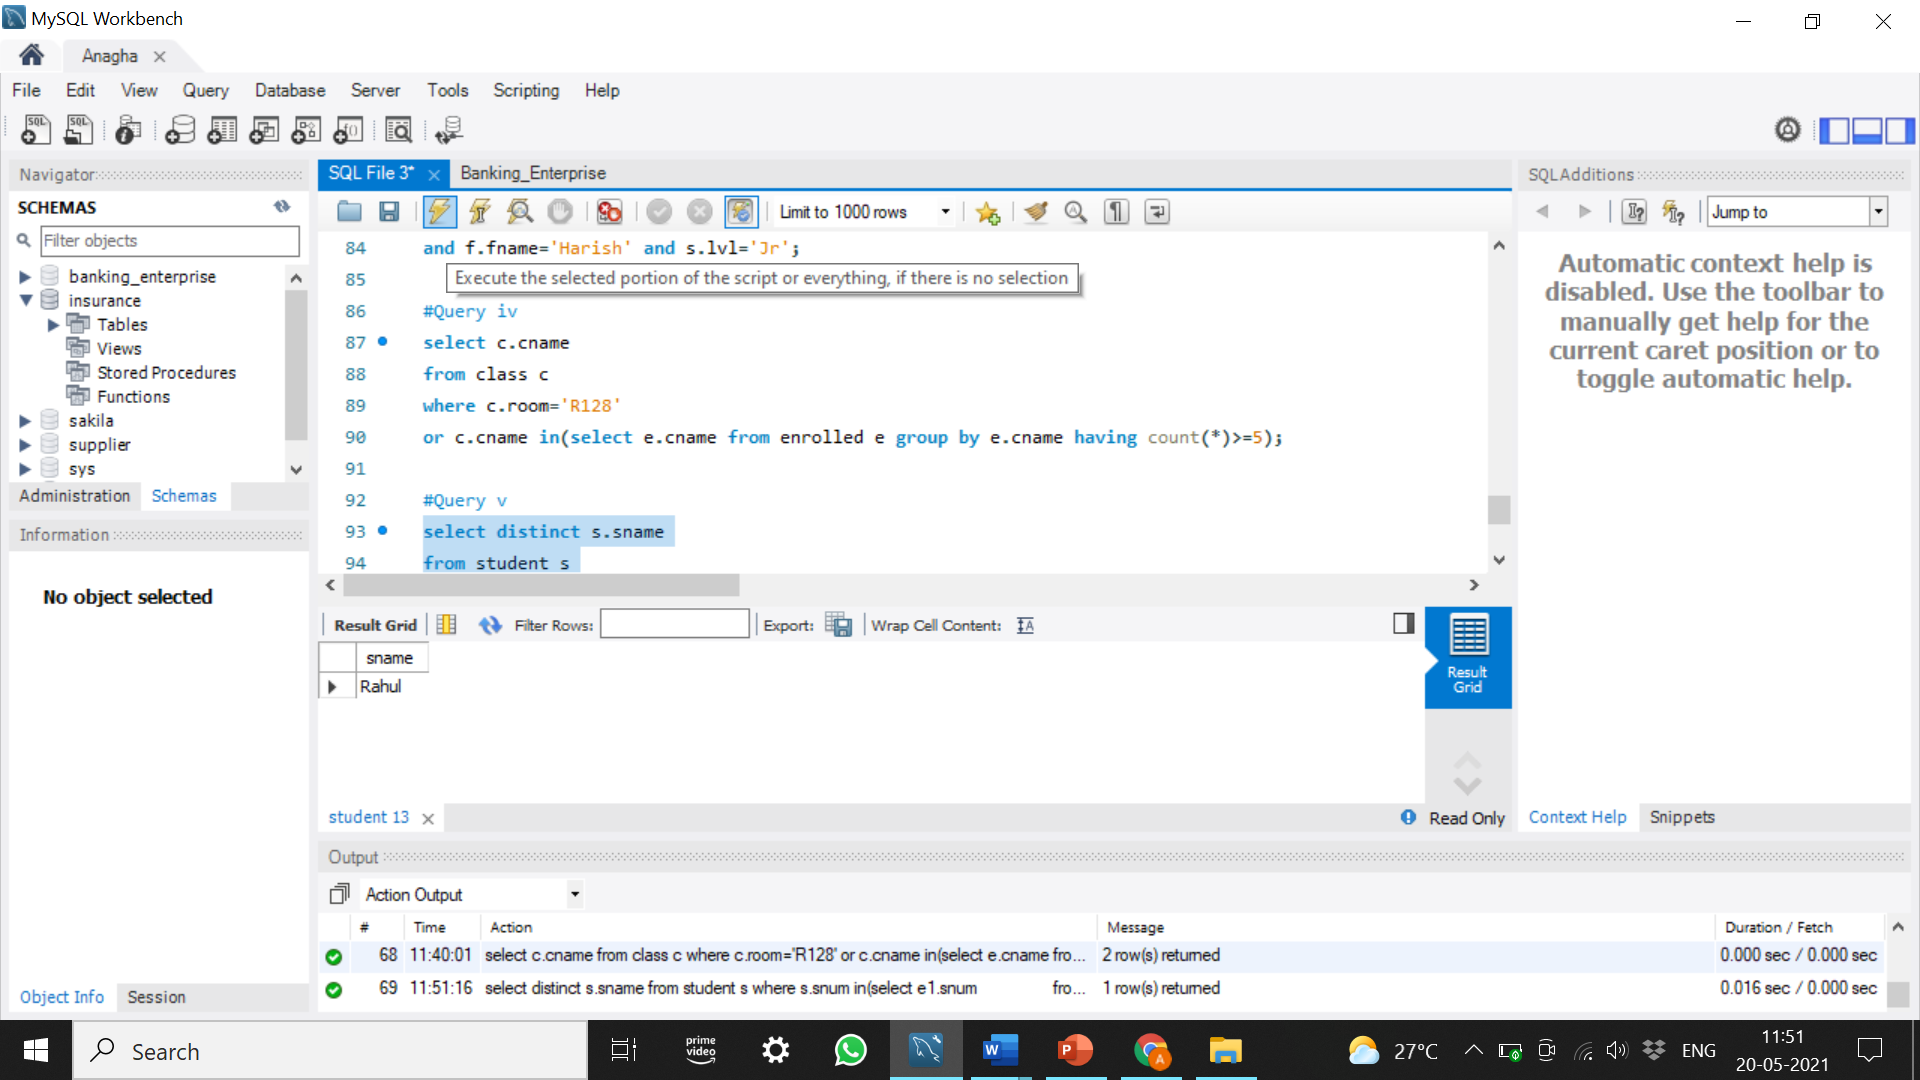 MySQL Workbench
Anagha
File Edit View Query Database Server Tools Scripting Help
Navigator
SCHEMAS
Filter objects
banking_enterprise
insurance
Tables
Views
Stored Procedures
Functions
sakila
supplier
sys
Administration Schemas
Information
No object selected
Object Info Session
SQL File 3* Banking_Enterprise
Limit to 1000 rows
84 and f.fname='Harish' and s.lvl='Jr';
85
Execute the selected portion of the script or everything, if there is no selection
86 #Query iv
87 select c.cname
88 from class c
89 where c.room='R128'
90 or c.cname in(select e.cname from enrolled e group by e.cname having count(*)>=5);
91
92 #Query v
93 select distinct s.sname
94 from student s
Result Grid Filter Rows: Export: Wrap Cell Content:
sname
Rahul
Result
Grid
student 13
Read Only
SQLAdditions
Jump to
Automatic context help is
disabled. Use the toolbar to
manually get help for the
current caret position or to
toggle automatic help.
Context Help Snippets
Output
Action Output
# Time Action Message Duration / Fetch
68 11:40:01 select c.cname from class c where c.room='R128' or c.cname in(select e.cname fro... 2 row(s) returned 0.000 sec / 0.000 sec
69 11:51:16 select distinct s.sname from student s where s.snum in(select e1.snum fro... 1 row(s) returned 0.016 sec / 0.000 sec
Search
prime
video
27°C
ENG
11:51
20-05-2021